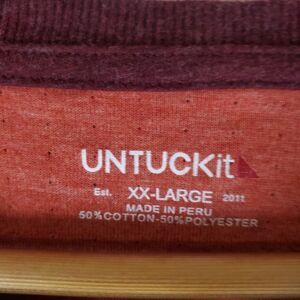 UNTUCKit
Est. XX-LARGE 2011
MADE IN PERU
50%COTTON-50%POLYESTER